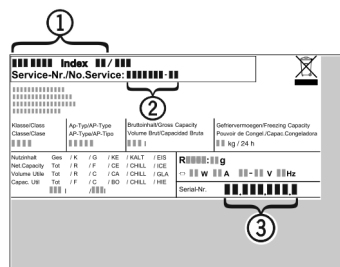 1
Index /
Service-Nr./No.Service: -
2
Klasse/Class
Classe/Clase
Ap-Typ/AP-Type
AP-Type/AP-Tipo
Bruttoinhalt/Gross Capacity
Volume Brut/Capacidad Brute
l
Gefriervermoegen/Freezing Capacity
Pouvoir de Congel./Capac.Congeladora
kg / 24 h
Nutzinhalt Ges / K / G / KE / KALT / EIS
Net.Capacity Tot / R / F / CE / CHILL / ICE
Volume Utile Tot / R / C / CA / CHILL / GLA
Capac. Util Tot / F / C / BO / CHILL / HIE
l / l
R : g
W A - V Hz
Serial-Nr. . . .
3